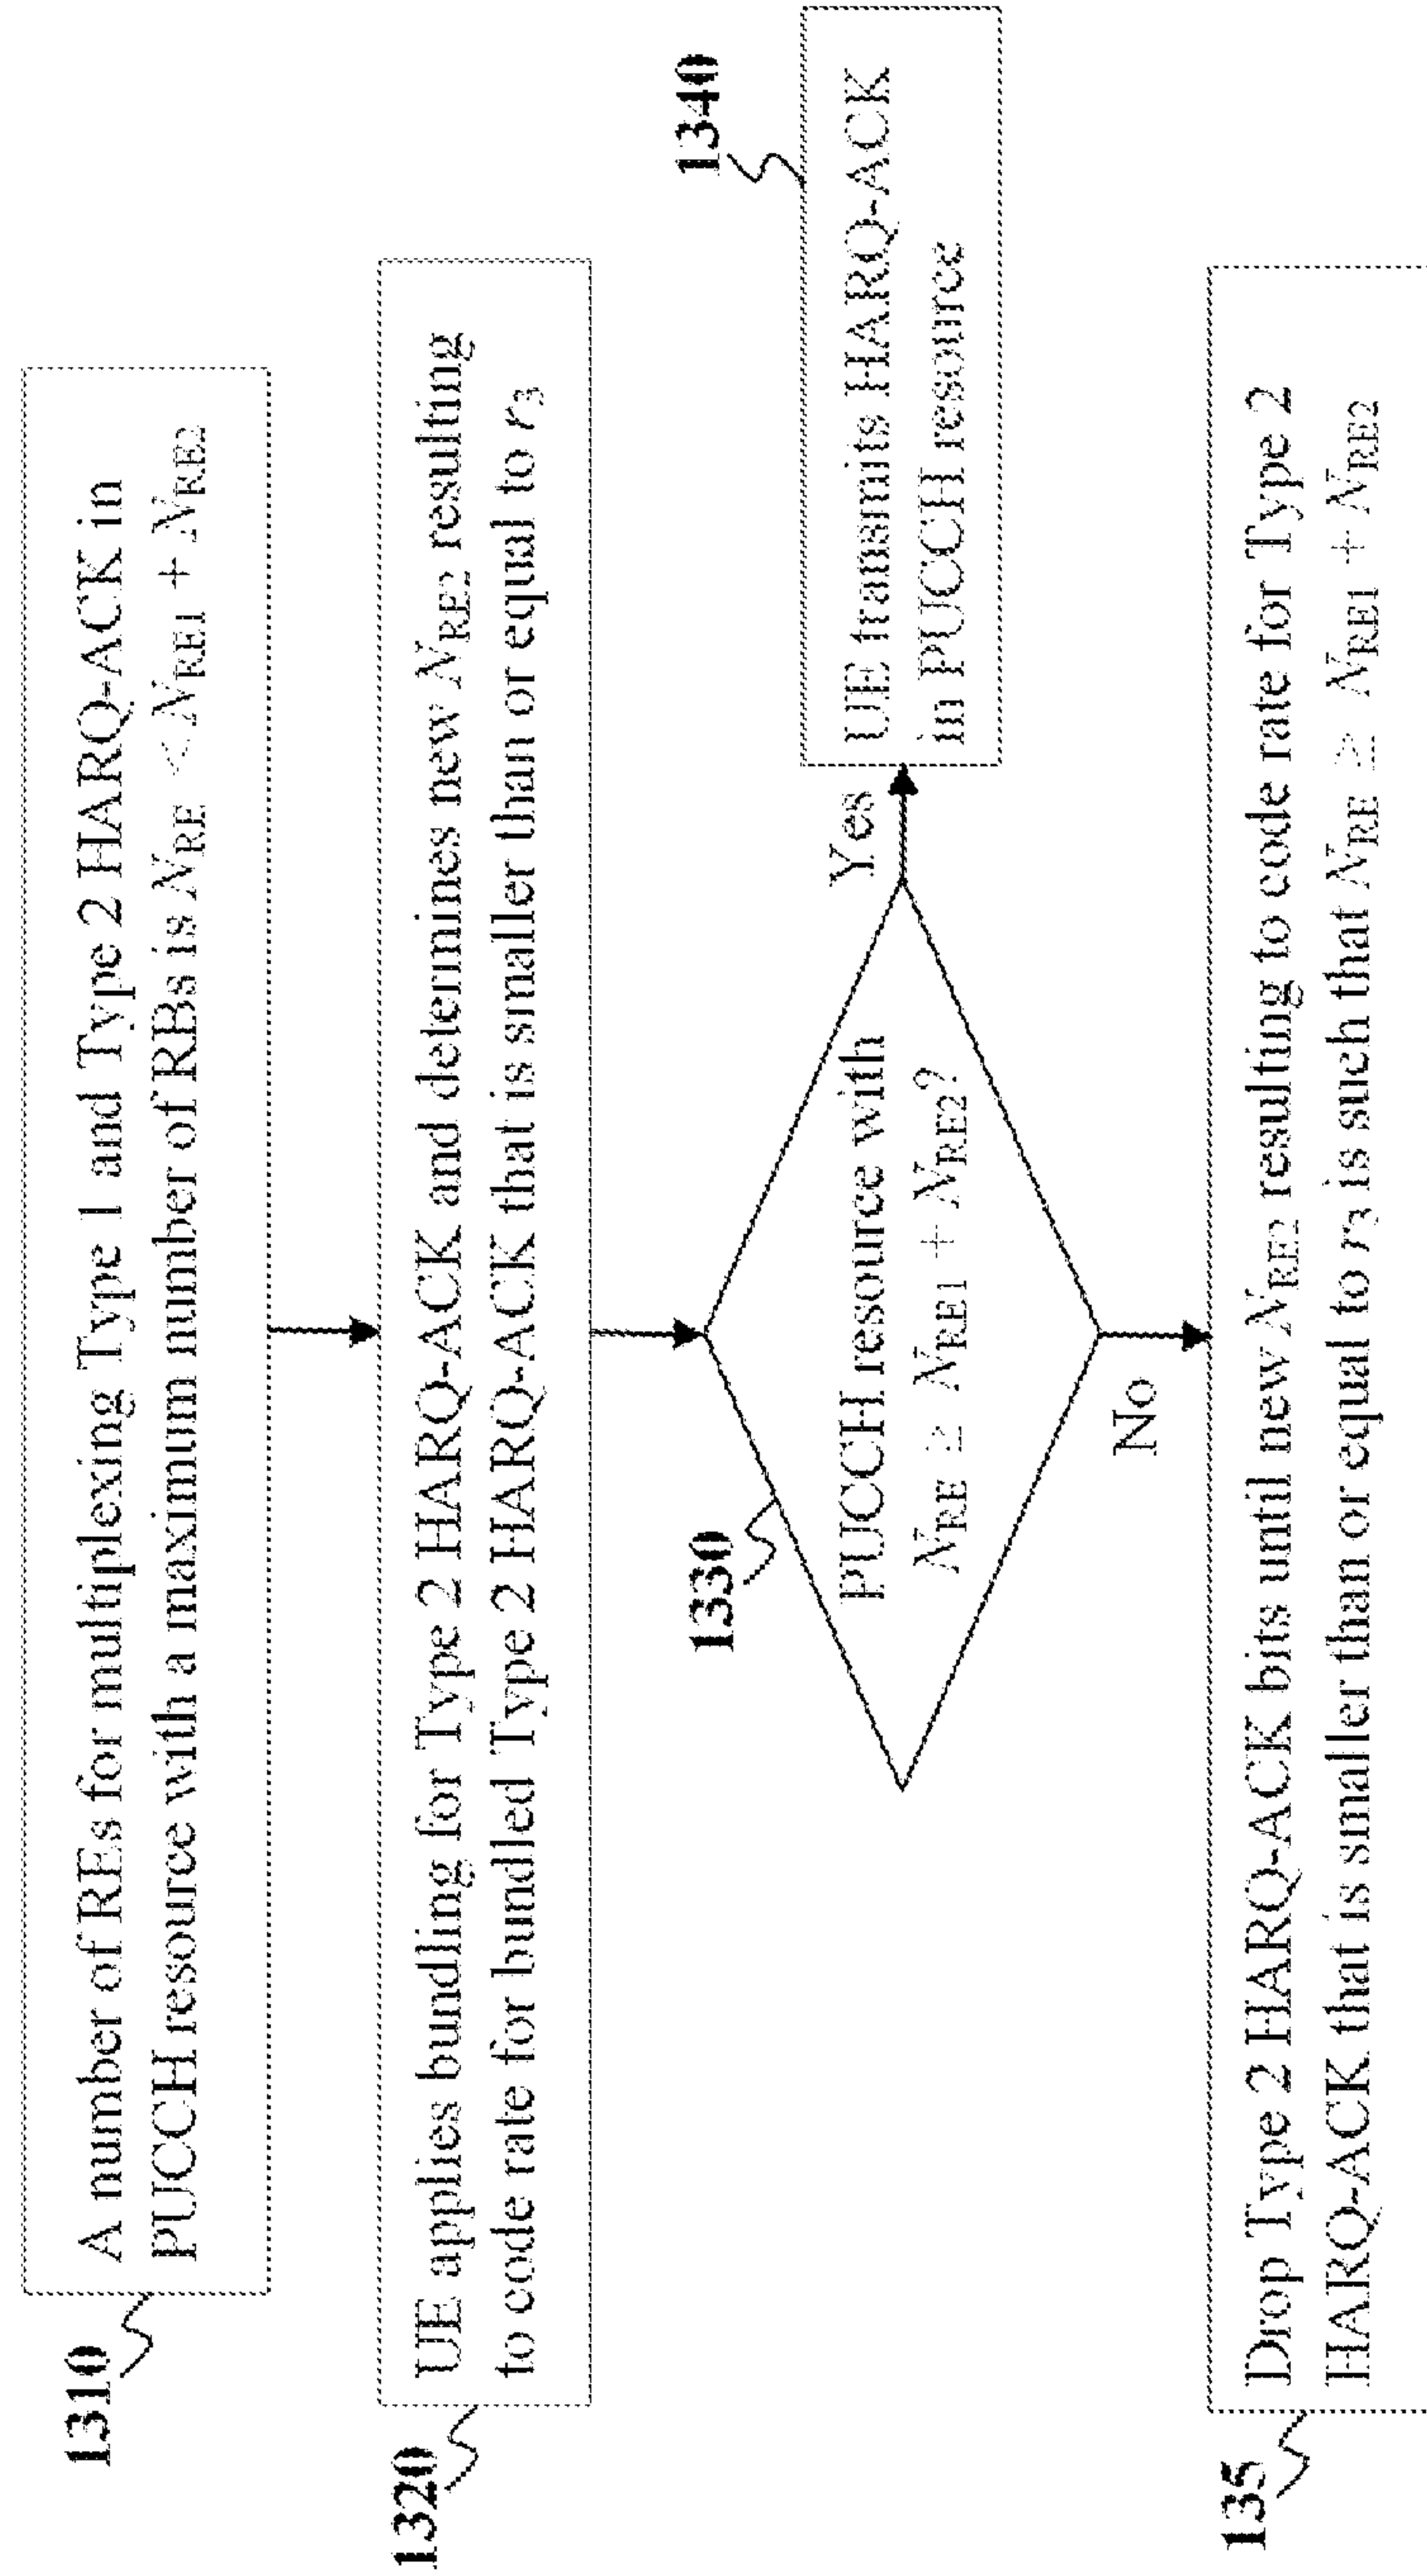 1310
A number of REs for multiplexing Type 1 and Type 2 HARQ-ACK in
PUCCH resource with a maximum number of RBs is NRE < NRE1 + NRE2
1320
UE applies bundling for Type 2 HARQ-ACK and determines new NRE2 resulting
to code rate for bundled Type 2 HARQ-ACK that is smaller than or equal to r3
1330
PUCCH resource with
NRE ≥ NRE1 + NRE2?
Yes
1340
UE transmits HARQ-ACK
in PUCCH resource
No
135
Drop Type 2 HARQ-ACK bits until new NRE2 resulting to code rate for Type 2
HARQ-ACK that is smaller than or equal to r3 is such that NRE ≥ NRE1 + NRE2